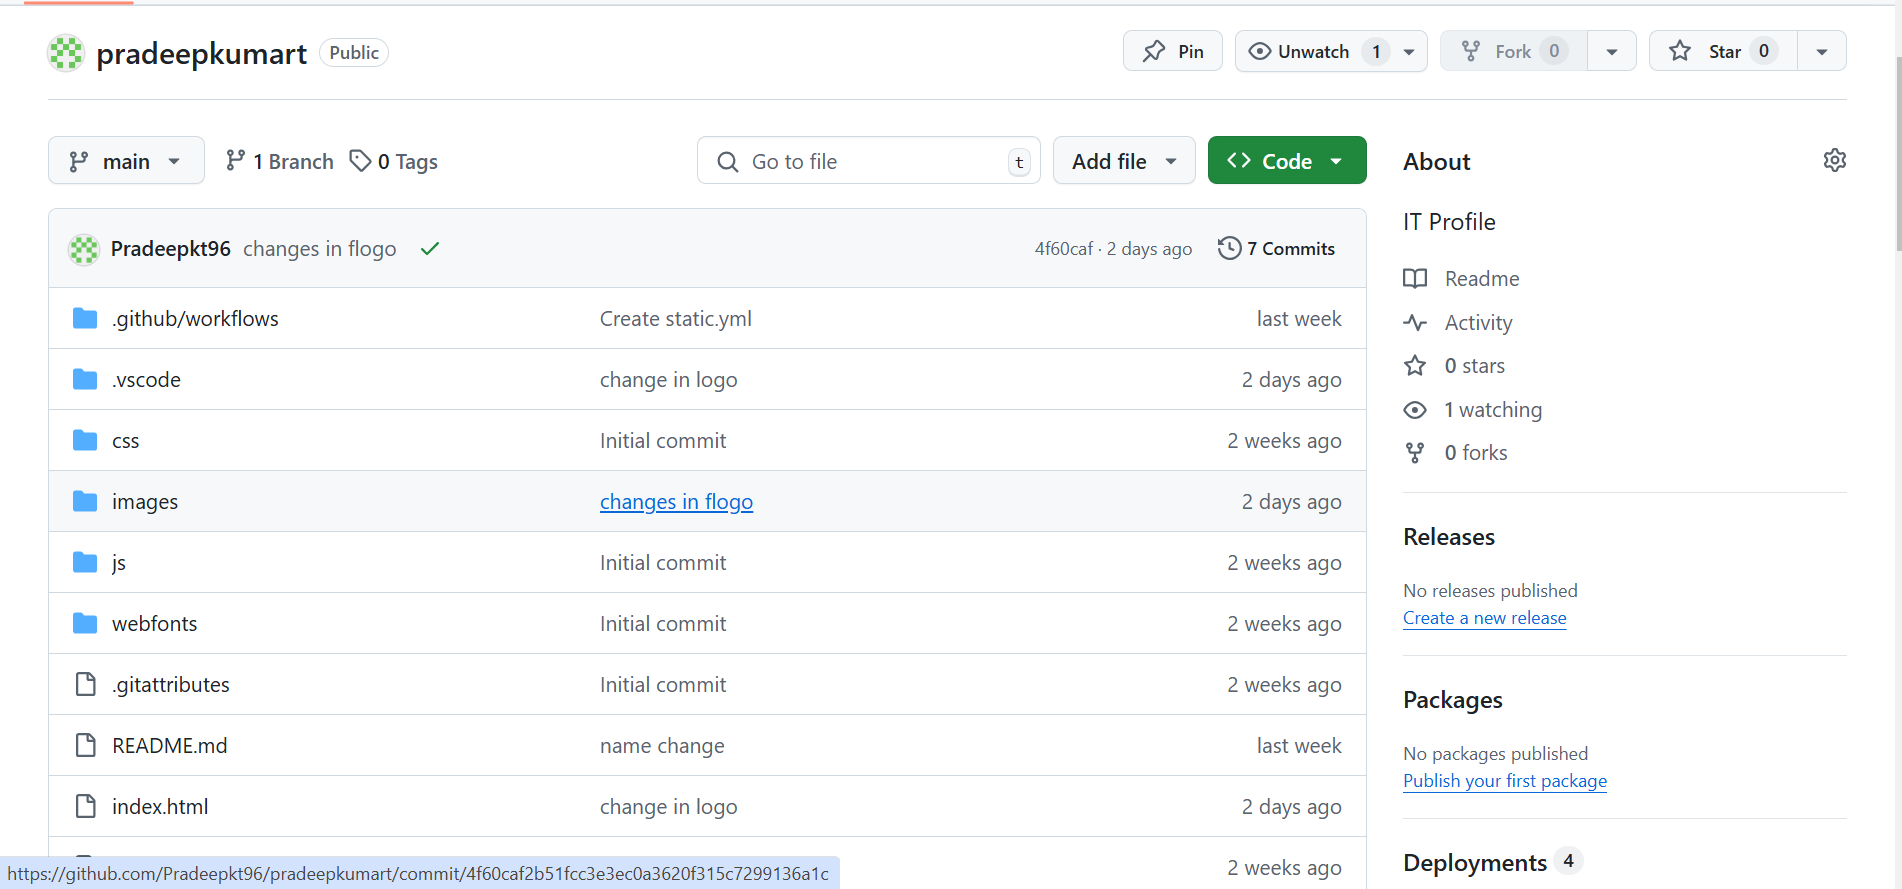 pradeepkumart Public
Pin
Unwatch 1
Fork 0
Star 0
main
1 Branch
0 Tags
Go to file t
Add file
Code
Pradeepkt96 changes in flogo
4f60caf · 2 days ago
7 Commits
.github/workflows Create static.yml last week
.vscode change in logo 2 days ago
css Initial commit 2 weeks ago
images changes in flogo 2 days ago
js Initial commit 2 weeks ago
webfonts Initial commit 2 weeks ago
.gitattributes Initial commit 2 weeks ago
README.md name change last week
index.html change in logo 2 days ago
2 weeks ago
https://github.com/Pradeepkt96/pradeepkumart/commit/4f60caf2b51fcc3e3ec0a3620f315c7299136a1c
About
IT Profile
Readme
Activity
0 stars
1 watching
0 forks
Releases
No releases published
Create a new release
Packages
No packages published
Publish your first package
Deployments 4